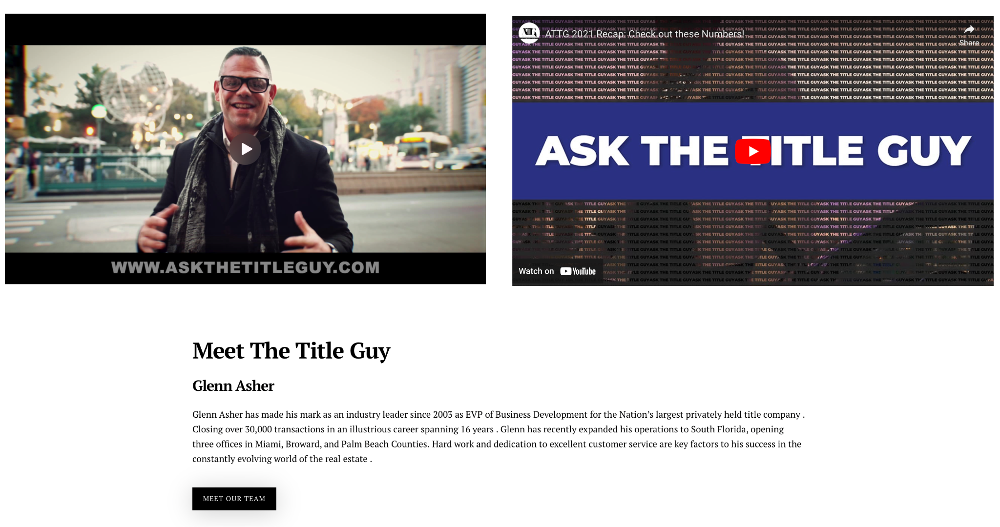 WWW.ASKTHETITLEGUY.COM
ATTG 2021 Recap: Check out these Numbers!
Share
ASK THE TITLE GUY
Watch on YouTube
Meet The Title Guy
Glenn Asher
Glenn Asher has made his mark as an industry leader since 2003 as EVP of Business Development for the Nation’s largest privately held title company .
Closing over 30,000 transactions in an illustrious career spanning 16 years . Glenn has recently expanded his operations to South Florida, opening
three offices in Miami, Broward, and Palm Beach Counties. Hard work and dedication to excellent customer service are key factors to his success in the
constantly evolving world of the real estate .
MEET OUR TEAM